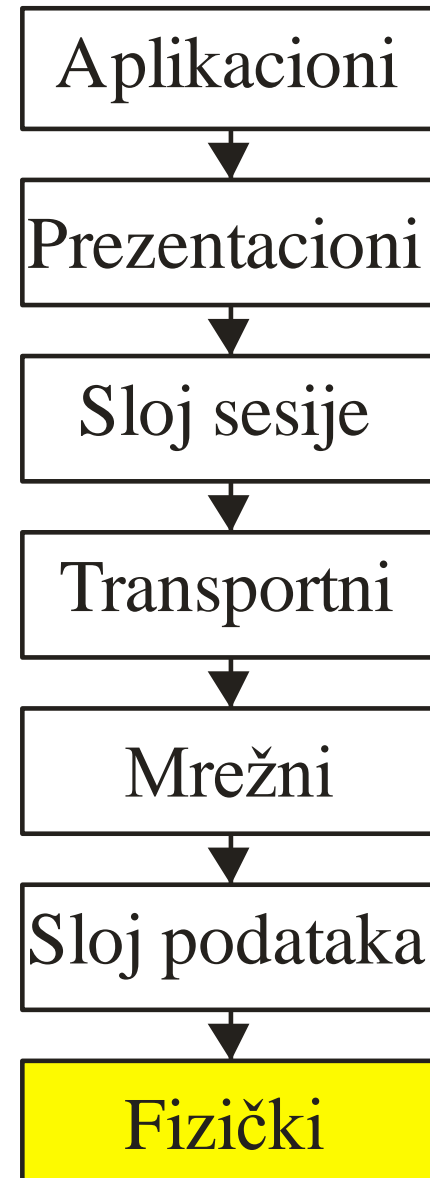 Aplikacioni
Prezentacioni
Sloj sesije
Transportni
Mrežni
Sloj podataka
Fizički